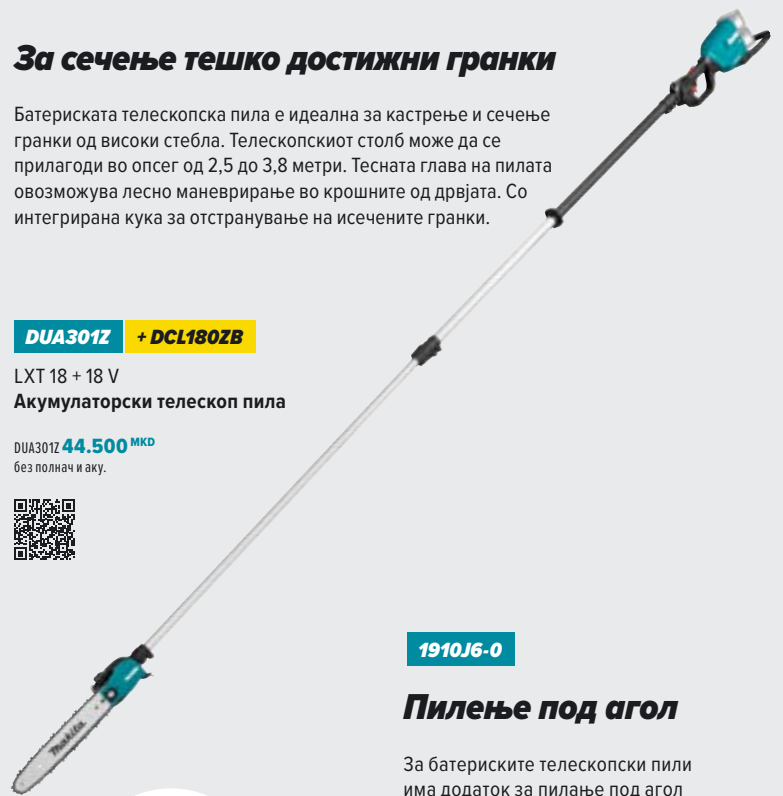 За сечење тешко достижни гранки
Батериската телескопска пила е идеална за кастрење и сечење
гранки од високи стебла. Телескопскиот столб може да се
прилагоди во опсег од 2,5 до 3,8 метри. Тесната глава на пилата
овозможува лесно маневрирање во крошните од дрвјата. Со
интегрирана кука за отстранување на исечените гранки.
DUA301Z + DCL180ZB
LXT 18 + 18 V
Акумулаторски телескоп пила
DUA301Z 44.500 MKD
без полнач и аку.
1910J6-0
Пилење под агол
makita
За батериските телескопски пили
има додаток за пилање под агол